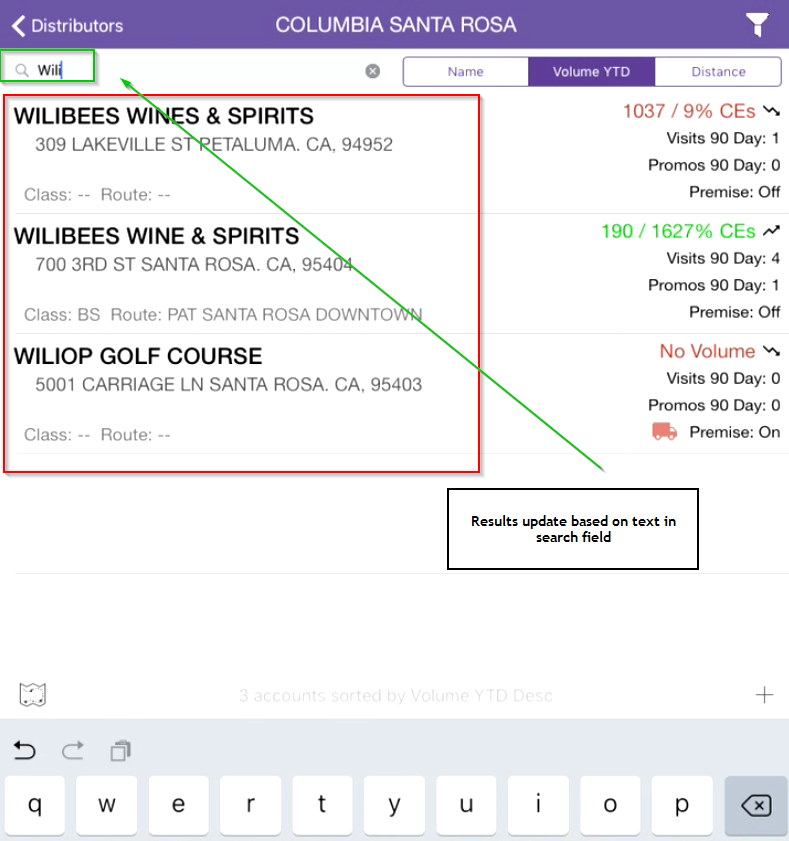 Distributors
COLUMBIA SANTA ROSA
Wili
Name
Volume YTD
Distance
WILIBEES WINES & SPIRITS
309 LAKEVILLE ST PETALUMA. CA, 94952
Class: -- Route: --
1037 / 9% CEs
Visits 90 Day: 1
Promos 90 Day: 0
Premise: Off
WILIBEES WINE & SPIRITS
700 3RD ST SANTA ROSA. CA, 95404
Class: BS Route: PAT SANTA ROSA DOWNTOWN
190 / 1627% CEs
Visits 90 Day: 4
Promos 90 Day: 1
Premise: Off
WILIOP GOLF COURSE
5001 CARRIAGE LN SANTA ROSA. CA, 95403
Class: -- Route: --
No Volume
Visits 90 Day: 0
Promos 90 Day: 0
Premise: On
Results update based on text in
search field
3 accounts sorted by Volume YTD Desc
q w e r t y u i o p